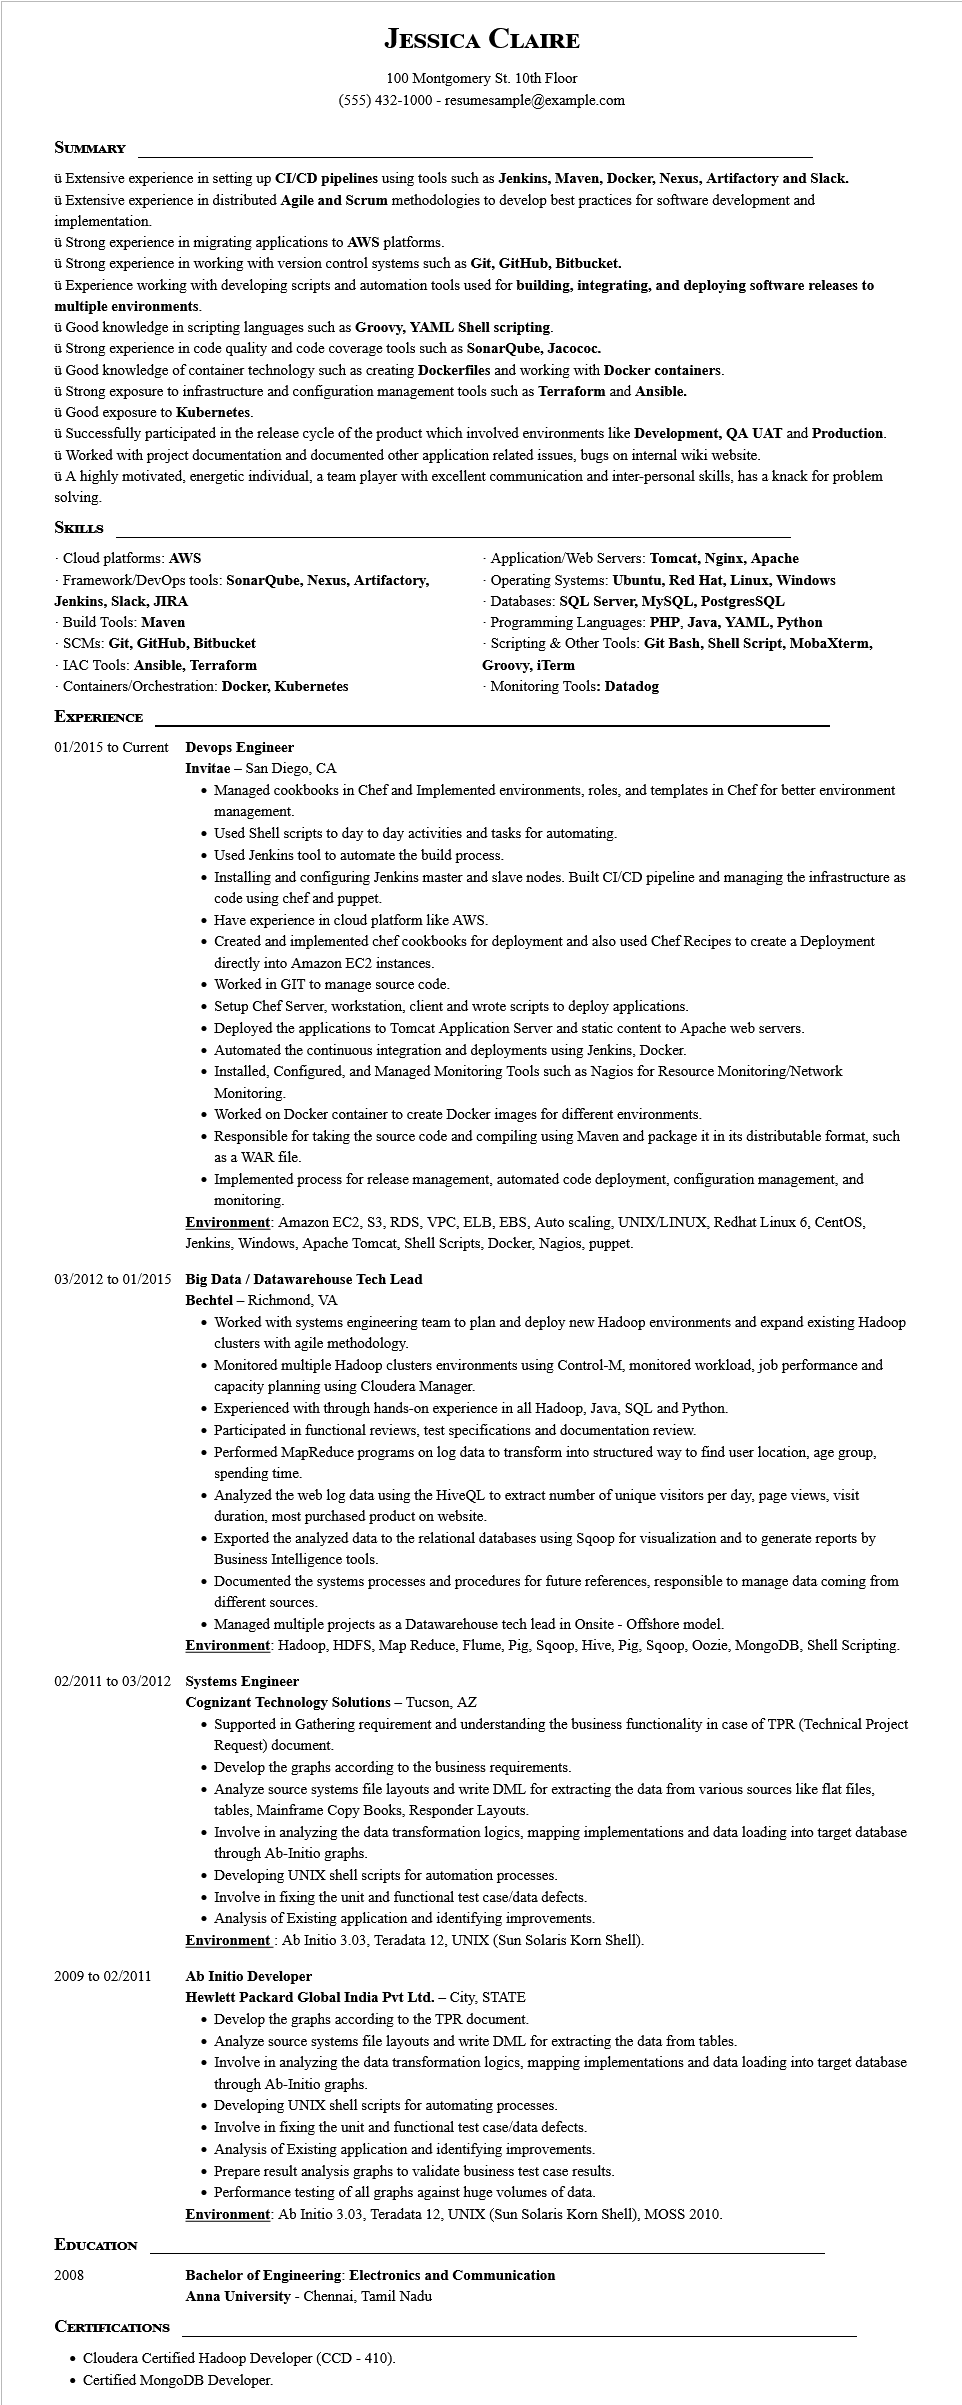 Jessica Claire
100 Montgomery St. 10th Floor
(555) 432-1000 - resumesample@example.com
Summary
ü Extensive experience in setting up CI/CD pipelines using tools such as Jenkins, Maven, Docker, Nexus, Artifactory and Slack.
ü Extensive experience in distributed Agile and Scrum methodologies to develop best practices for software development and
implementation.
ü Strong experience in migrating applications to AWS platforms.
ü Strong experience in working with version control systems such as Git, GitHub, Bitbucket.
ü Experience working with developing scripts and automation tools used for building, integrating, and deploying software releases to
multiple environments.
ü Good knowledge in scripting languages such as Groovy, YAML Shell scripting.
ü Strong experience in code quality and code coverage tools such as SonarQube, Jacococ.
ü Good knowledge of container technology such as creating Dockerfiles and working with Docker containers.
ü Strong exposure to infrastructure and configuration management tools such as Terraform and Ansible.
ü Good exposure to Kubernetes.
ü Successfully participated in the release cycle of the product which involved environments like Development, QA UAT and Production.
ü Worked with project documentation and documented other application related issues, bugs on internal wiki website.
ü A highly motivated, energetic individual, a team player with excellent communication and inter-personal skills, has a knack for problem
solving.
Skills
· Cloud platforms: AWS
· Framework/DevOps tools: SonarQube, Nexus, Artifactory,
Jenkins, Slack, JIRA
· Build Tools: Maven
· SCMs: Git, GitHub, Bitbucket
· IAC Tools: Ansible, Terraform
· Containers/Orchestration: Docker, Kubernetes
· Application/Web Servers: Tomcat, Nginx, Apache
· Operating Systems: Ubuntu, Red Hat, Linux, Windows
· Databases: SQL Server, MySQL, PostgresSQL
· Programming Languages: PHP, Java, YAML, Python
· Scripting & Other Tools: Git Bash, Shell Script, MobaXterm,
Groovy, iTerm
· Monitoring Tools: Datadog
Experience
01/2015 to Current Devops Engineer
Invitae – San Diego, CA
• Managed cookbooks in Chef and Implemented environments, roles, and templates in Chef for better environment
management.
• Used Shell scripts to day to day activities and tasks for automating.
• Used Jenkins tool to automate the build process.
• Installing and configuring Jenkins master and slave nodes. Built CI/CD pipeline and managing the infrastructure as
code using chef and puppet.
• Have experience in cloud platform like AWS.
• Created and implemented chef cookbooks for deployment and also used Chef Recipes to create a Deployment
directly into Amazon EC2 instances.
• Worked in GIT to manage source code.
• Setup Chef Server, workstation, client and wrote scripts to deploy applications.
• Deployed the applications to Tomcat Application Server and static content to Apache web servers.
• Automated the continuous integration and deployments using Jenkins, Docker.
• Installed, Configured, and Managed Monitoring Tools such as Nagios for Resource Monitoring/Network
Monitoring.
• Worked on Docker container to create Docker images for different environments.
• Responsible for taking the source code and compiling using Maven and package it in its distributable format, such
as a WAR file.
• Implemented process for release management, automated code deployment, configuration management, and
monitoring.
Environment: Amazon EC2, S3, RDS, VPC, ELB, EBS, Auto scaling, UNIX/LINUX, Redhat Linux 6, CentOS,
Jenkins, Windows, Apache Tomcat, Shell Scripts, Docker, Nagios, puppet.
03/2012 to 01/2015 Big Data / Datawarehouse Tech Lead
Bechtel – Richmond, VA
• Worked with systems engineering team to plan and deploy new Hadoop environments and expand existing Hadoop
clusters with agile methodology.
• Monitored multiple Hadoop clusters environments using Control-M, monitored workload, job performance and
capacity planning using Cloudera Manager.
• Experienced with through hands-on experience in all Hadoop, Java, SQL and Python.
• Participated in functional reviews, test specifications and documentation review.
• Performed MapReduce programs on log data to transform into structured way to find user location, age group,
spending time.
• Analyzed the web log data using the HiveQL to extract number of unique visitors per day, page views, visit
duration, most purchased product on website.
• Exported the analyzed data to the relational databases using Sqoop for visualization and to generate reports by
Business Intelligence tools.
• Documented the systems processes and procedures for future references, responsible to manage data coming from
different sources.
• Managed multiple projects as a Datawarehouse tech lead in Onsite - Offshore model.
Environment: Hadoop, HDFS, Map Reduce, Flume, Pig, Sqoop, Hive, Pig, Sqoop, Oozie, MongoDB, Shell Scripting.
02/2011 to 03/2012 Systems Engineer
Cognizant Technology Solutions – Tucson, AZ
• Supported in Gathering requirement and understanding the business functionality in case of TPR (Technical Project
Request) document.
• Develop the graphs according to the business requirements.
• Analyze source systems file layouts and write DML for extracting the data from various sources like flat files,
tables, Mainframe Copy Books, Responder Layouts.
• Involve in analyzing the data transformation logics, mapping implementations and data loading into target database
through Ab-Initio graphs.
• Developing UNIX shell scripts for automation processes.
• Involve in fixing the unit and functional test case/data defects.
• Analysis of Existing application and identifying improvements.
Environment : Ab Initio 3.03, Teradata 12, UNIX (Sun Solaris Korn Shell).
2009 to 02/2011 Ab Initio Developer
Hewlett Packard Global India Pvt Ltd. – City, STATE
• Develop the graphs according to the TPR document.
• Analyze source systems file layouts and write DML for extracting the data from tables.
• Involve in analyzing the data transformation logics, mapping implementations and data loading into target database
through Ab-Initio graphs.
• Developing UNIX shell scripts for automating processes.
• Involve in fixing the unit and functional test case/data defects.
• Analysis of Existing application and identifying improvements.
• Prepare result analysis graphs to validate business test case results.
• Performance testing of all graphs against huge volumes of data.
Environment: Ab Initio 3.03, Teradata 12, UNIX (Sun Solaris Korn Shell), MOSS 2010.
Education
2008 Bachelor of Engineering: Electronics and Communication
Anna University - Chennai, Tamil Nadu
Certifications
• Cloudera Certified Hadoop Developer (CCD - 410).
• Certified MongoDB Developer.